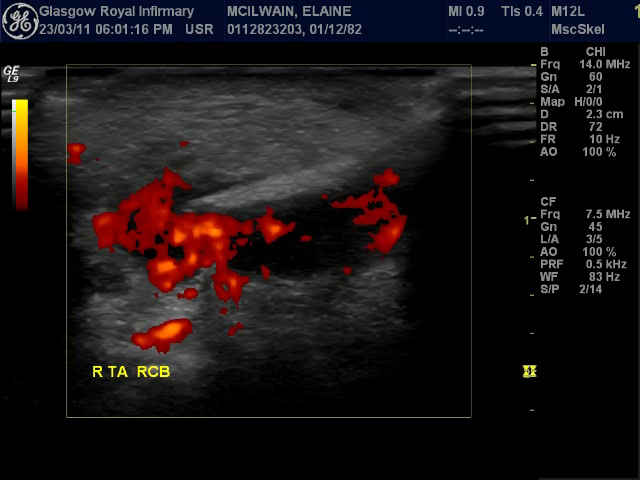 Glasgow Royal Infirmary MCILWAIN, ELAINE MI 0.9 TIs 0.4 M12L
23/03/11 06:01:16 PM USR 0112823203, 01/12/82 --:--:-- MscSkel
GE
L9
B CHI
Frq 14.0 MHz
Gn 60
S/A 2/1
Map H/0/0
D 2.3 cm
DR 72
FR 10 Hz
AO 100 %
CF
Frq 7.5 MHz
Gn 45
L/A 3/5
AO 100 %
PRF 0.5 kHz
WF 83 Hz
S/P 2/14
1
R TA RCB